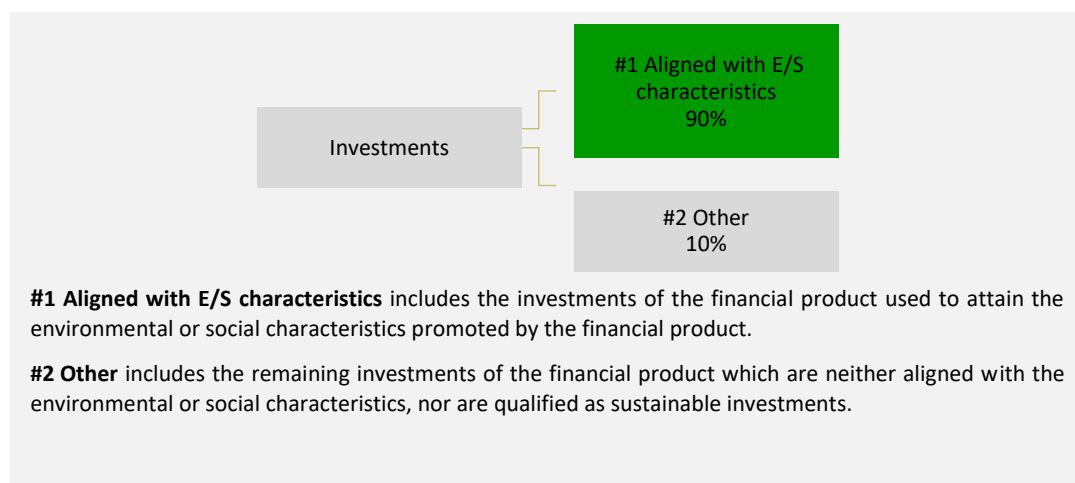 #1 Aligned with E/S
characteristics
90%
Investments
#2 Other
10%
#1 Aligned with E/S characteristics includes the investments of the financial product used to attain the
environmental or social characteristics promoted by the financial product.
#2 Other includes the remaining investments of the financial product which are neither aligned with the
environmental or social characteristics, nor are qualified as sustainable investments.